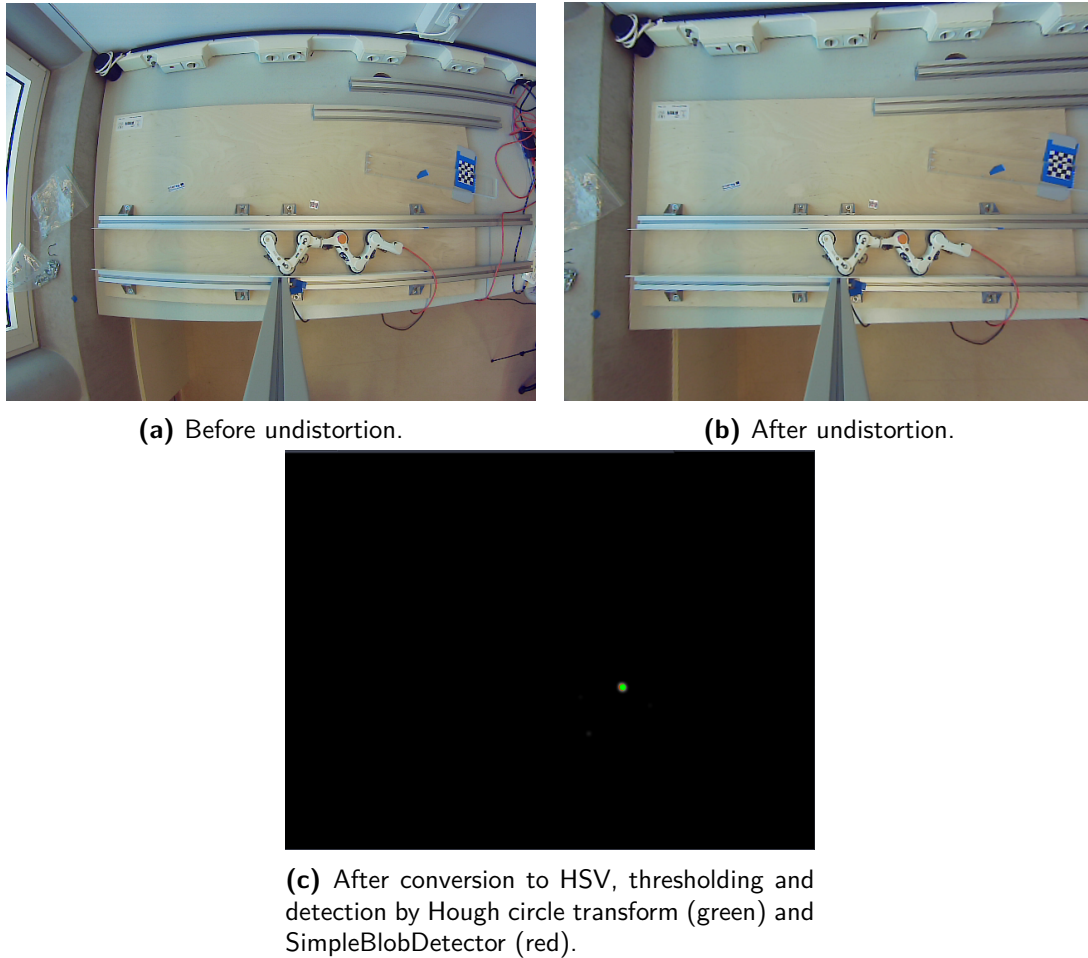 (a) Before undistortion.
(b) After undistortion.
(c) After conversion to HSV, thresholding and
detection by Hough circle transform (green) and
SimpleBlobDetector (red).